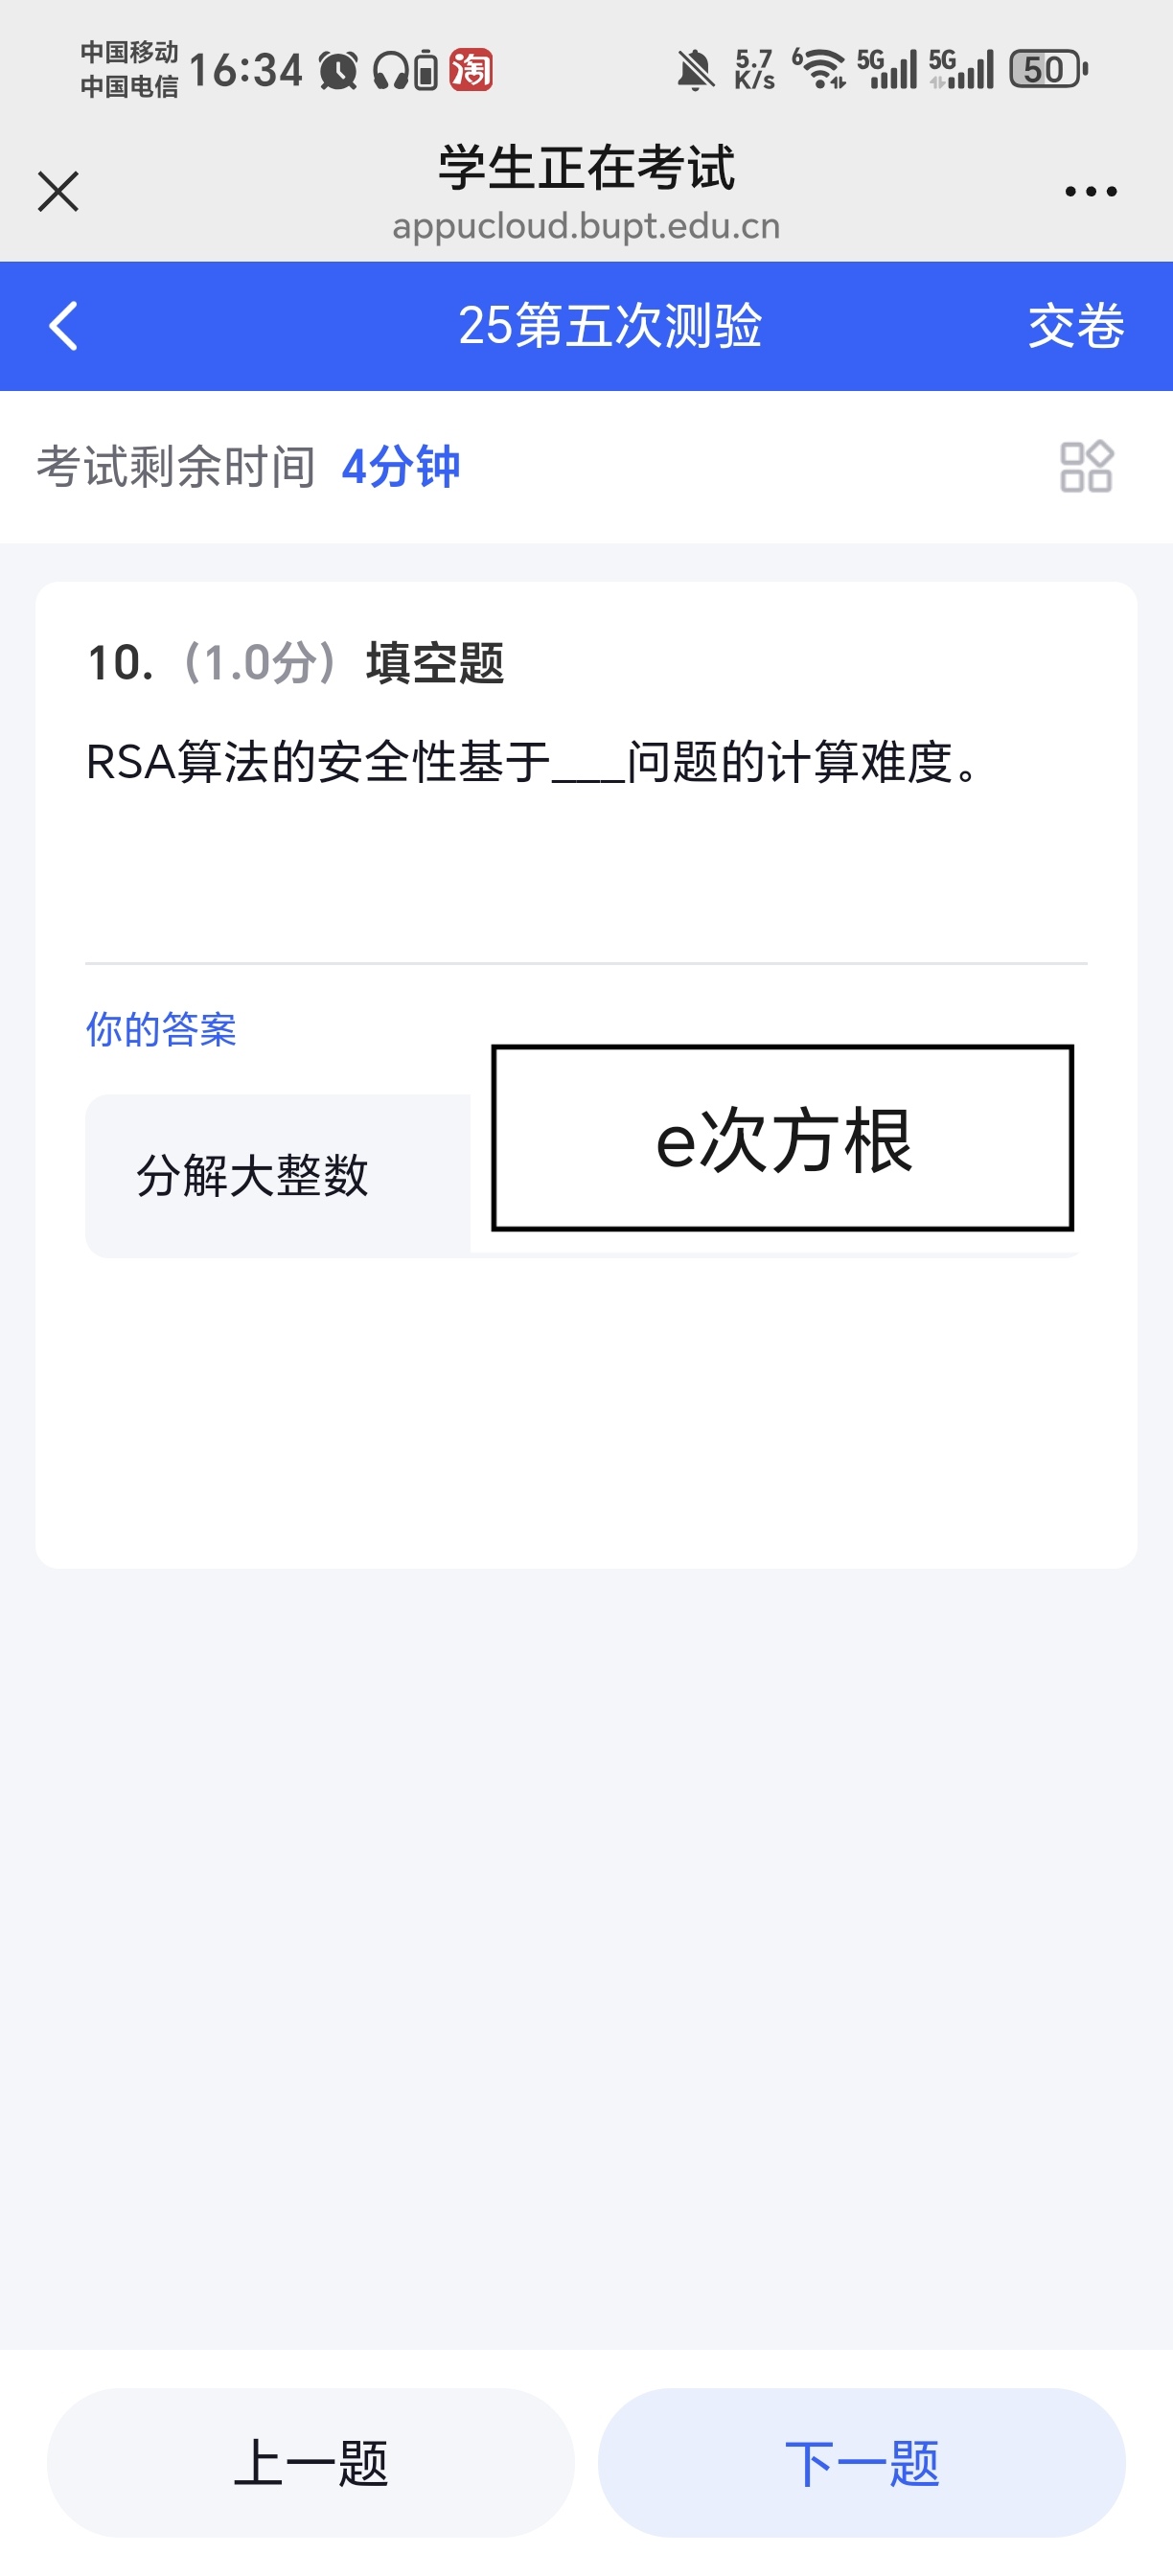 中国移动
中国电信
16:34
淘
5.7
K/s
6
5G
5G
50
学生正在考试
appucloud.bupt.edu.cn
25第五次测验
交卷
考试剩余时间 4分钟
10. (1.0分) 填空题
RSA算法的安全性基于___问题的计算难度。
你的答案
e次方根
分解大整数
上一题
下一题